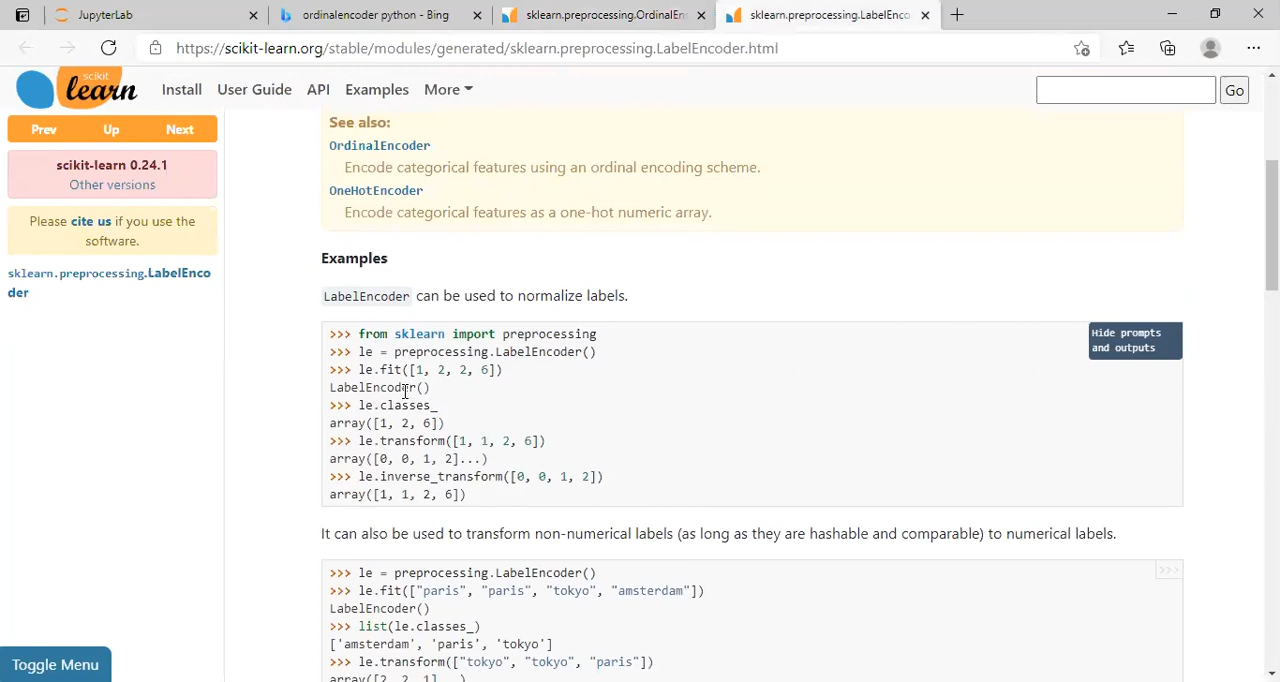 JupyterLab
ordinalencoder python - Bing
sklearn.preprocessing.OrdinalEn
sklearn.preprocessing.LabelEnco
https://scikit-learn.org/stable/modules/generated/sklearn.preprocessing.LabelEncoder.html
scikit
learn
Install
User Guide
API
Examples
More
Go
Prev
Up
Next
scikit-learn 0.24.1
Other versions
Please cite us if you use the
software.
sklearn.preprocessing.LabelEnco
der
Toggle Menu
See also:
OrdinalEncoder
Encode categorical features using an ordinal encoding scheme.
OneHotEncoder
Encode categorical features as a one-hot numeric array.
Examples
LabelEncoder can be used to normalize labels.
>>> from sklearn import preprocessing
>>> le = preprocessing.LabelEncoder()
>>> le.fit([1, 2, 2, 6])
LabelEncoder()
>>> le.classes_
array([1, 2, 6])
>>> le.transform([1, 1, 2, 6])
array([0, 0, 1, 2]...)
>>> le.inverse_transform([0, 0, 1, 2])
array([1, 1, 2, 6])
Hide prompts
and outputs
It can also be used to transform non-numerical labels (as long as they are hashable and comparable) to numerical labels.
>>> le = preprocessing.LabelEncoder()
>>> le.fit(["paris", "paris", "tokyo", "amsterdam"])
LabelEncoder()
>>> list(le.classes_)
['amsterdam', 'paris', 'tokyo']
>>> le.transform(["tokyo", "tokyo", "paris"])
array([2, 2, 1]...)
>>>